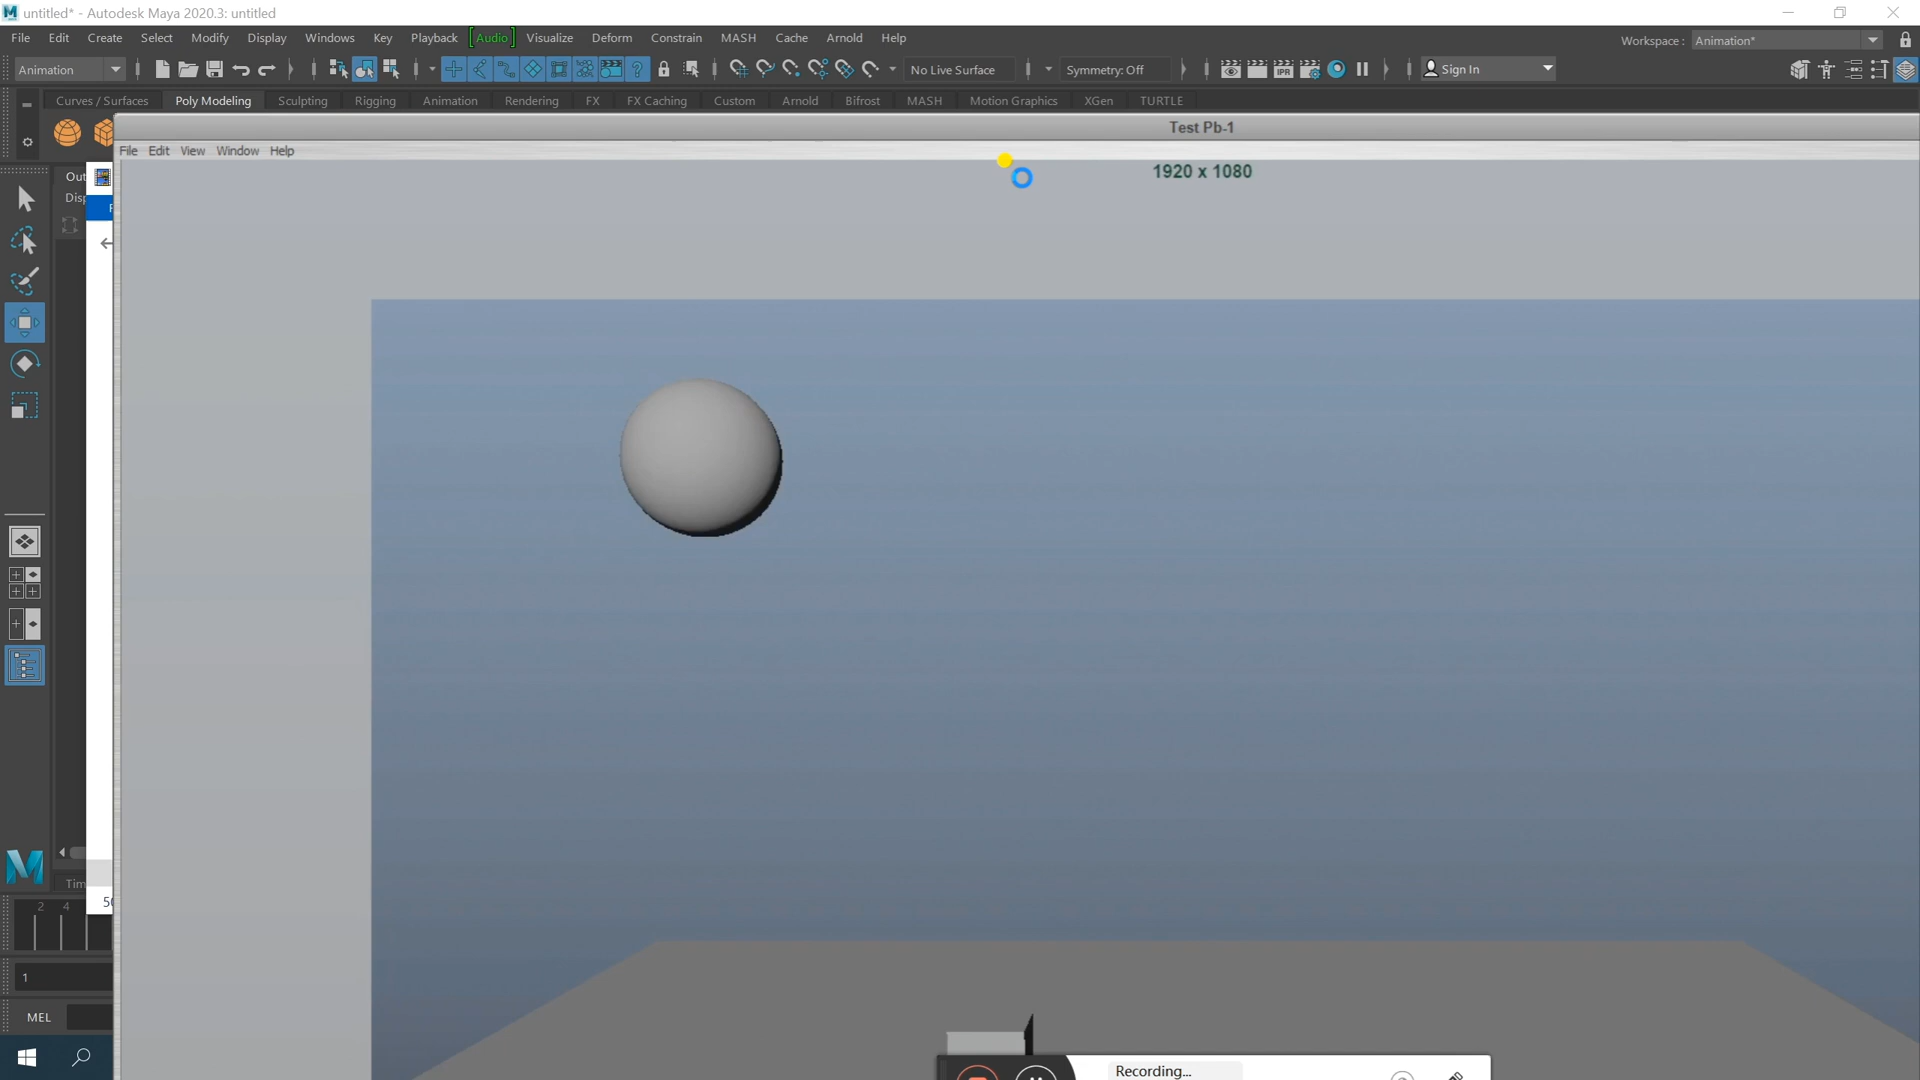 untitled* - Autodesk Maya 2020.3: untitled
File Edit Create Select Modify Display Windows Key Playback Audio Visualize Deform Constrain MASH Cache Arnold Help
Workspace : Animation*
Animation
No Live Surface
Symmetry: Off
IPR
Sign In
Curves / Surfaces Poly Modeling Sculpting Rigging Animation Rendering FX FX Caching Custom Arnold Bifrost MASH Motion Graphics XGen TURTLE
Test Pb-1
File Edit View Window Help
1920 x 1080
Out
Disp
F
Tim
2 4
50
1
MEL
Recording...